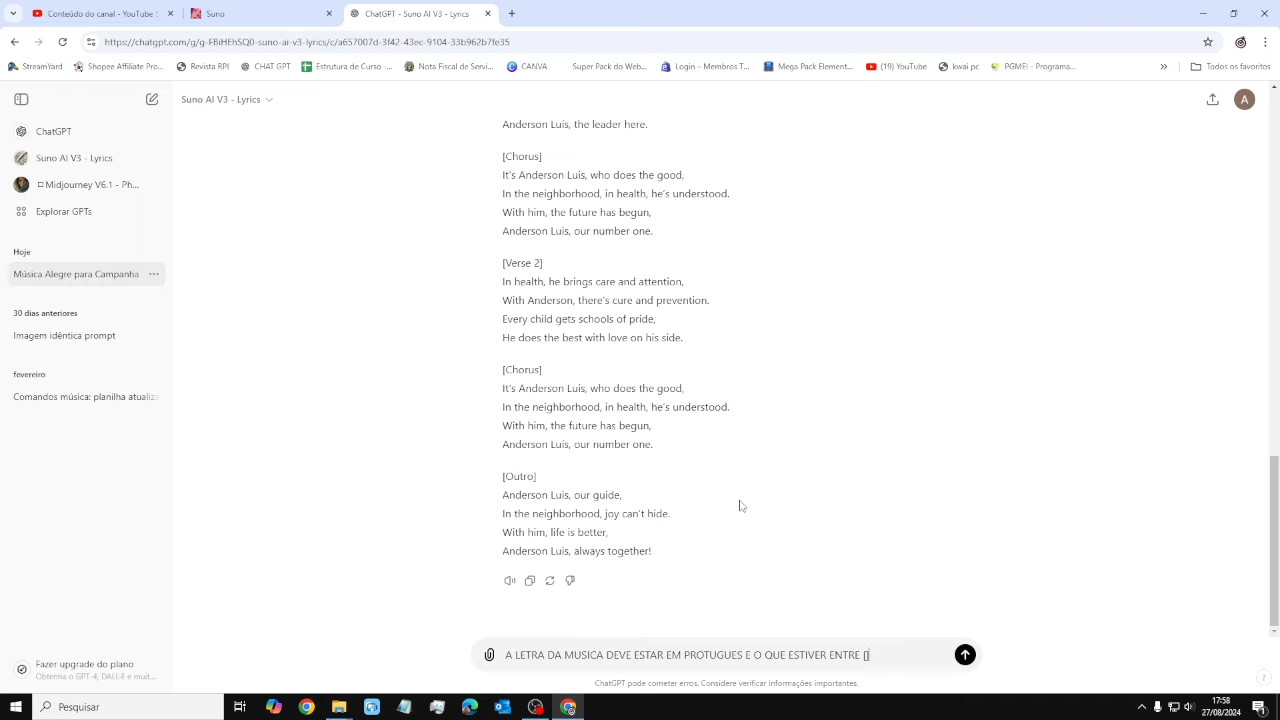 Conteúdo do canal - YouTube S
Suno
ChatGPT - Suno AI V3 - Lyrics
https://chatgpt.com/g/g-FBiHEhSQ0-suno-ai-v3-lyrics/c/a657007d-3f42-43ec-9104-33b962b7fe35
StreamYard
Shopee Affiliate Pro...
Revista RPI
CHAT GPT
Estrutura de Curso -...
Nota Fiscal de Servi...
CANVA
Super Pack do Web...
Login – Membros T...
Mega Pack Element...
(19) YouTube
kwai pc
PGMEI - Programa...
Todos os favoritos
Suno AI V3 - Lyrics
A
ChatGPT
Suno AI V3 - Lyrics
Midjourney V6.1 - Ph...
Explorar GPTs
Hoje
Música Alegre para Campanha
30 dias anteriores
Imagem idêntica prompt
fevereiro
Comandos música: planilha atualiza
Anderson Luis, the leader here.
[Chorus]
It's Anderson Luis, who does the good,
In the neighborhood, in health, he's understood.
With him, the future has begun,
Anderson Luis, our number one.
[Verse 2]
In health, he brings care and attention,
With Anderson, there's cure and prevention.
Every child gets schools of pride,
He does the best with love on his side.
[Chorus]
It's Anderson Luis, who does the good,
In the neighborhood, in health, he's understood.
With him, the future has begun,
Anderson Luis, our number one.
[Outro]
Anderson Luis, our guide,
In the neighborhood, joy can't hide.
With him, life is better,
Anderson Luis, always together!
A LETRA DA MUSICA DEVE ESTAR EM PROTUGUES E O QUE ESTIVER ENTRE []
ChatGPT pode cometer erros. Considere verificar informações importantes.
Fazer upgrade do plano
Obtenha o GPT-4, DALL·E e muit...
?
Pesquisar
17:58
27/08/2024